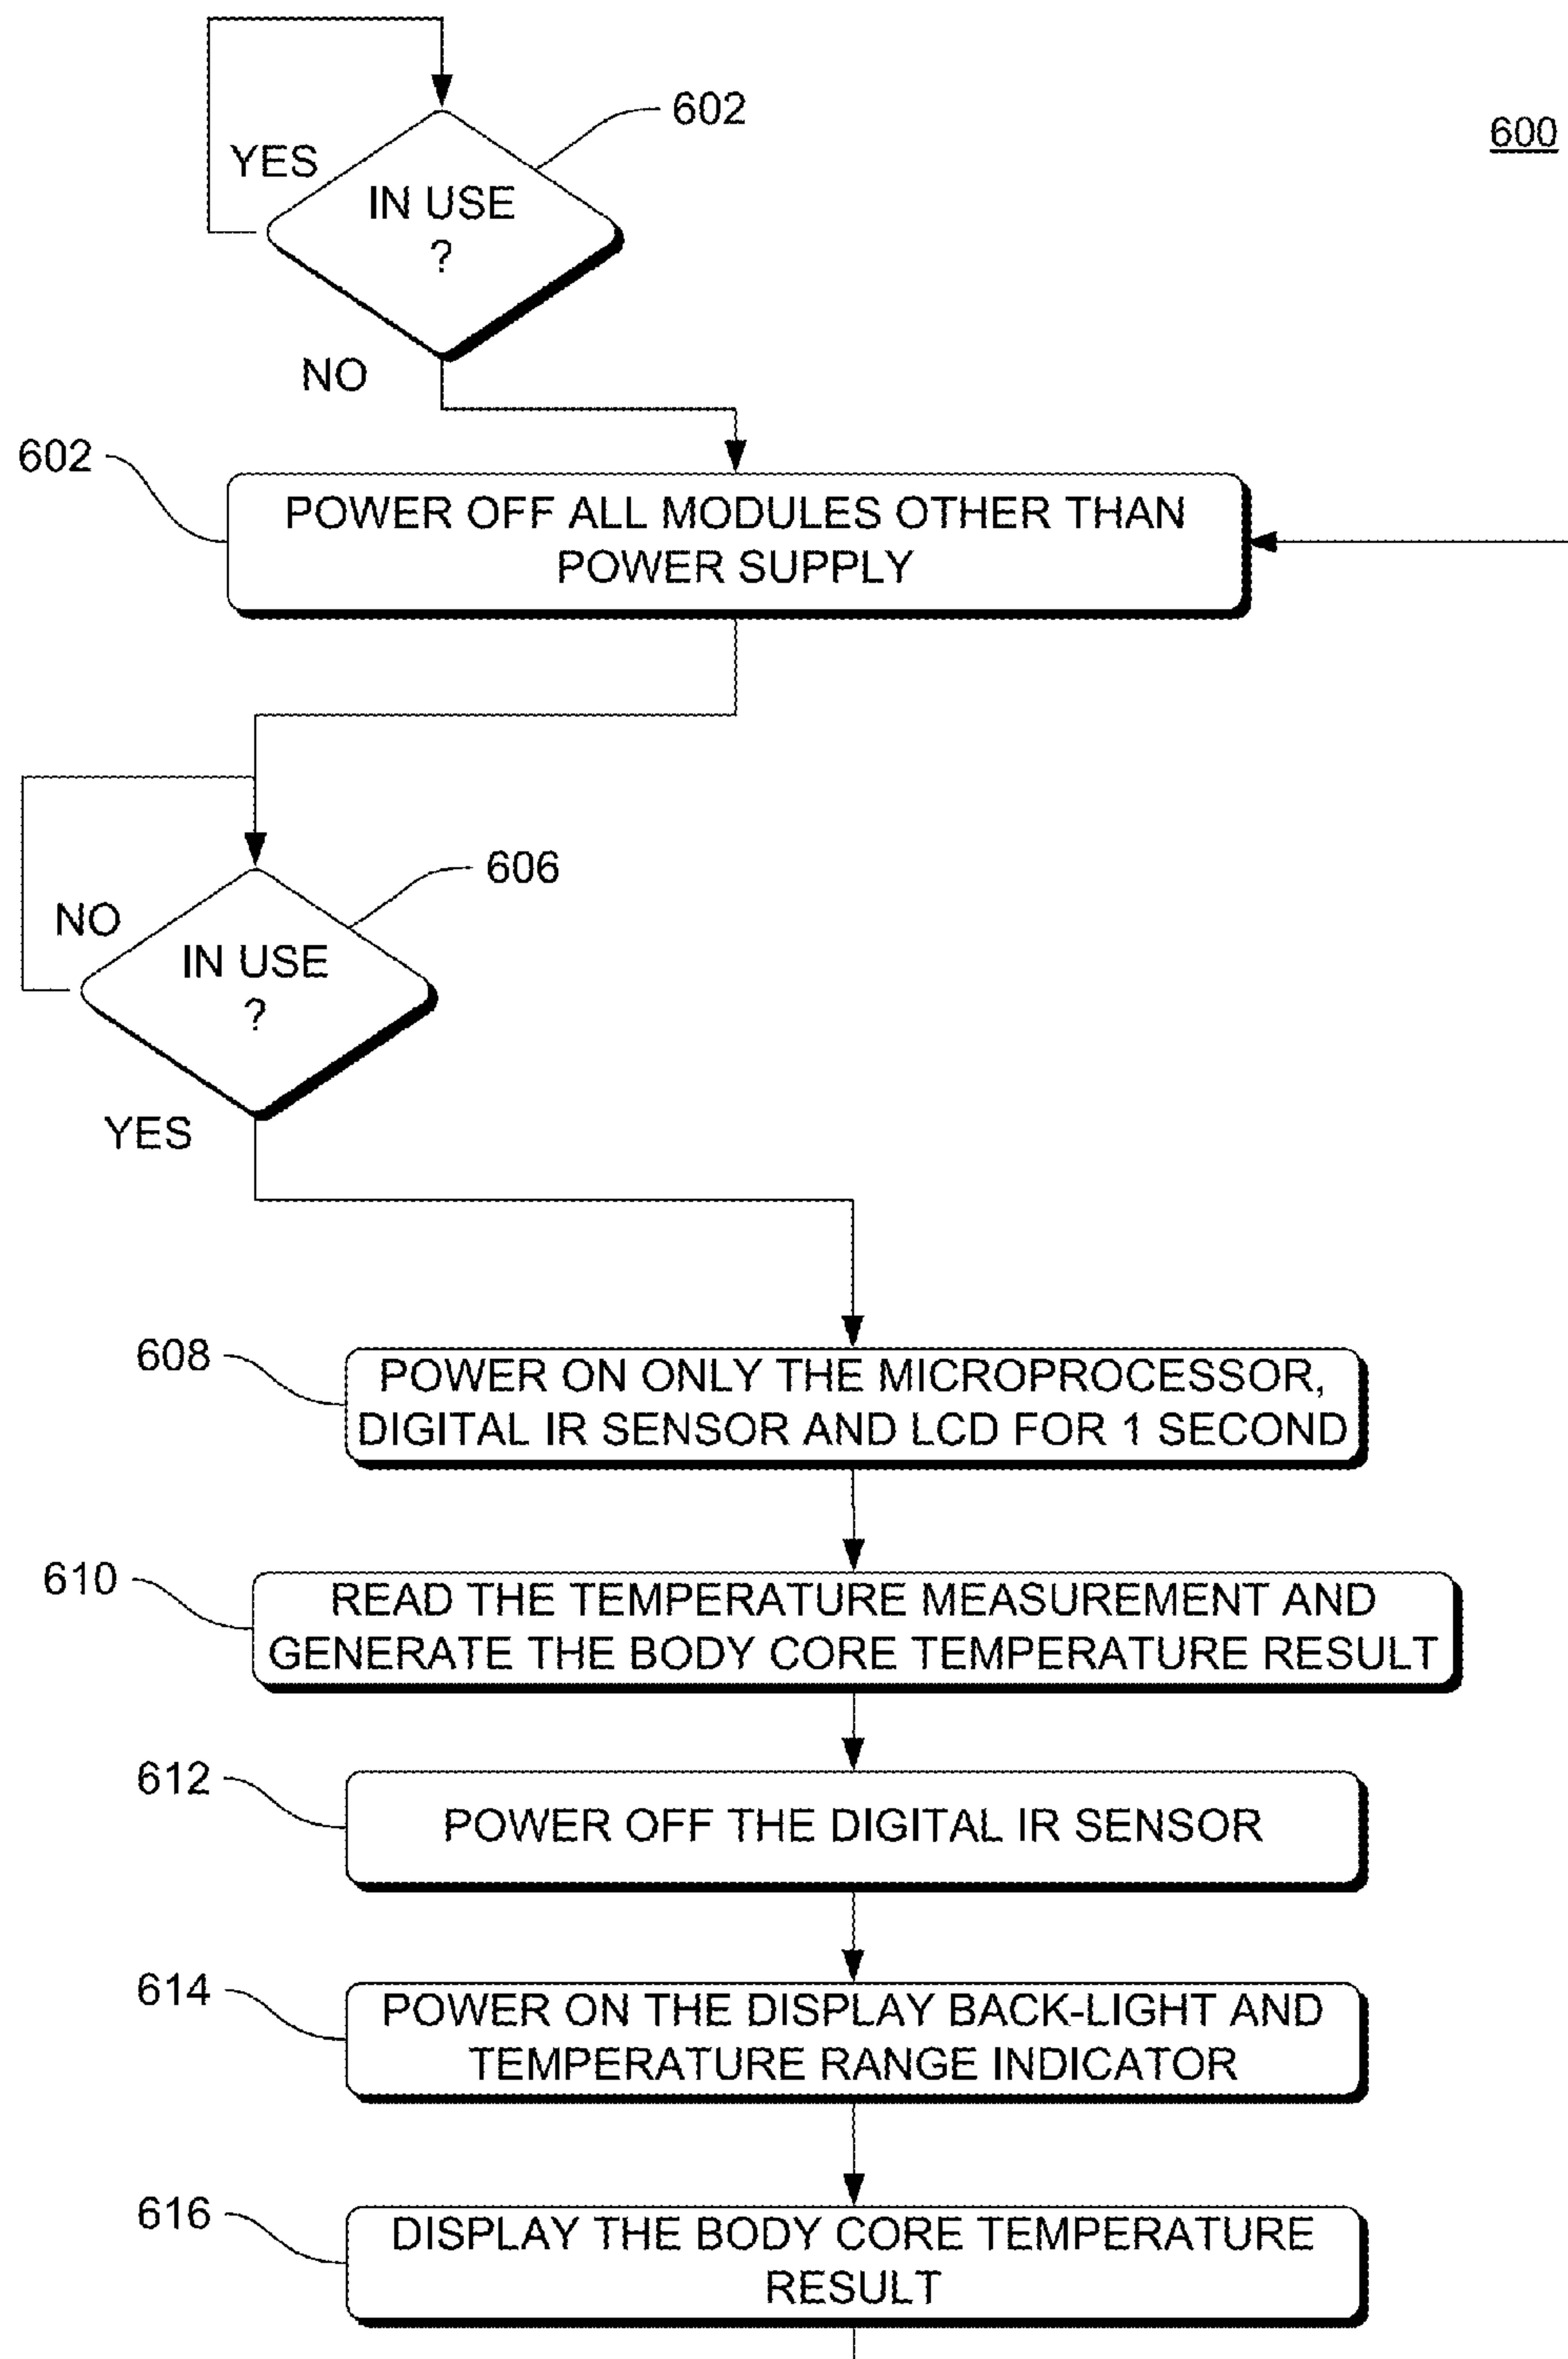 600
602
YES
IN USE
?
NO
602
POWER OFF ALL MODULES OTHER THAN
POWER SUPPLY
606
NO
IN USE
?
YES
608
POWER ON ONLY THE MICROPROCESSOR,
DIGITAL IR SENSOR AND LCD FOR 1 SECOND
610
READ THE TEMPERATURE MEASUREMENT AND
GENERATE THE BODY CORE TEMPERATURE RESULT
612
POWER OFF THE DIGITAL IR SENSOR
614
POWER ON THE DISPLAY BACK-LIGHT AND
TEMPERATURE RANGE INDICATOR
616
DISPLAY THE BODY CORE TEMPERATURE
RESULT